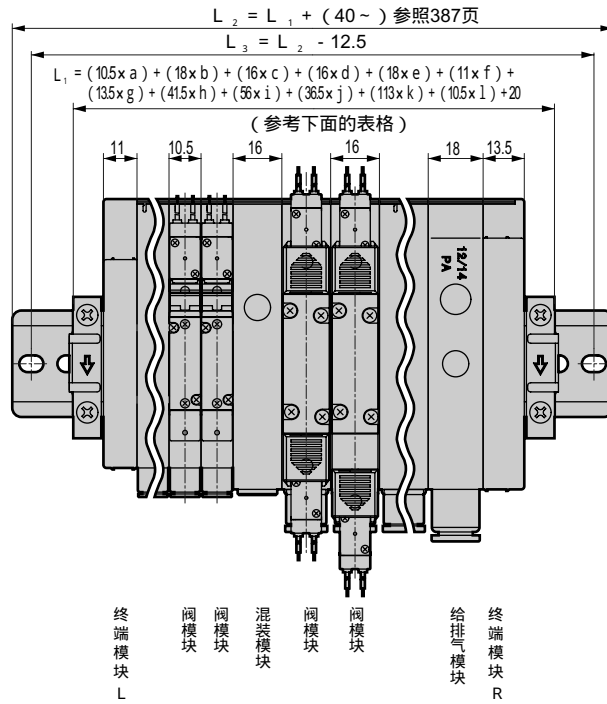 L2 = L1 + (40~) 参照387页
L3 = L2 - 12.5
L1 = (10.5×a) + (18×b) + (16×c) + (16×d) + (18×e) + (11×f) +
(13.5×g) + (41.5×h) + (56×i) + (36.5×j) + (113×k) + (10.5×l) +20
(参考下面的表格)
11 10.5 16 16 18 13.5
12/14
PA
终端模块 L
阀模块
阀模块
混装模块
阀模块
阀模块
给排气模块
终端模块 R